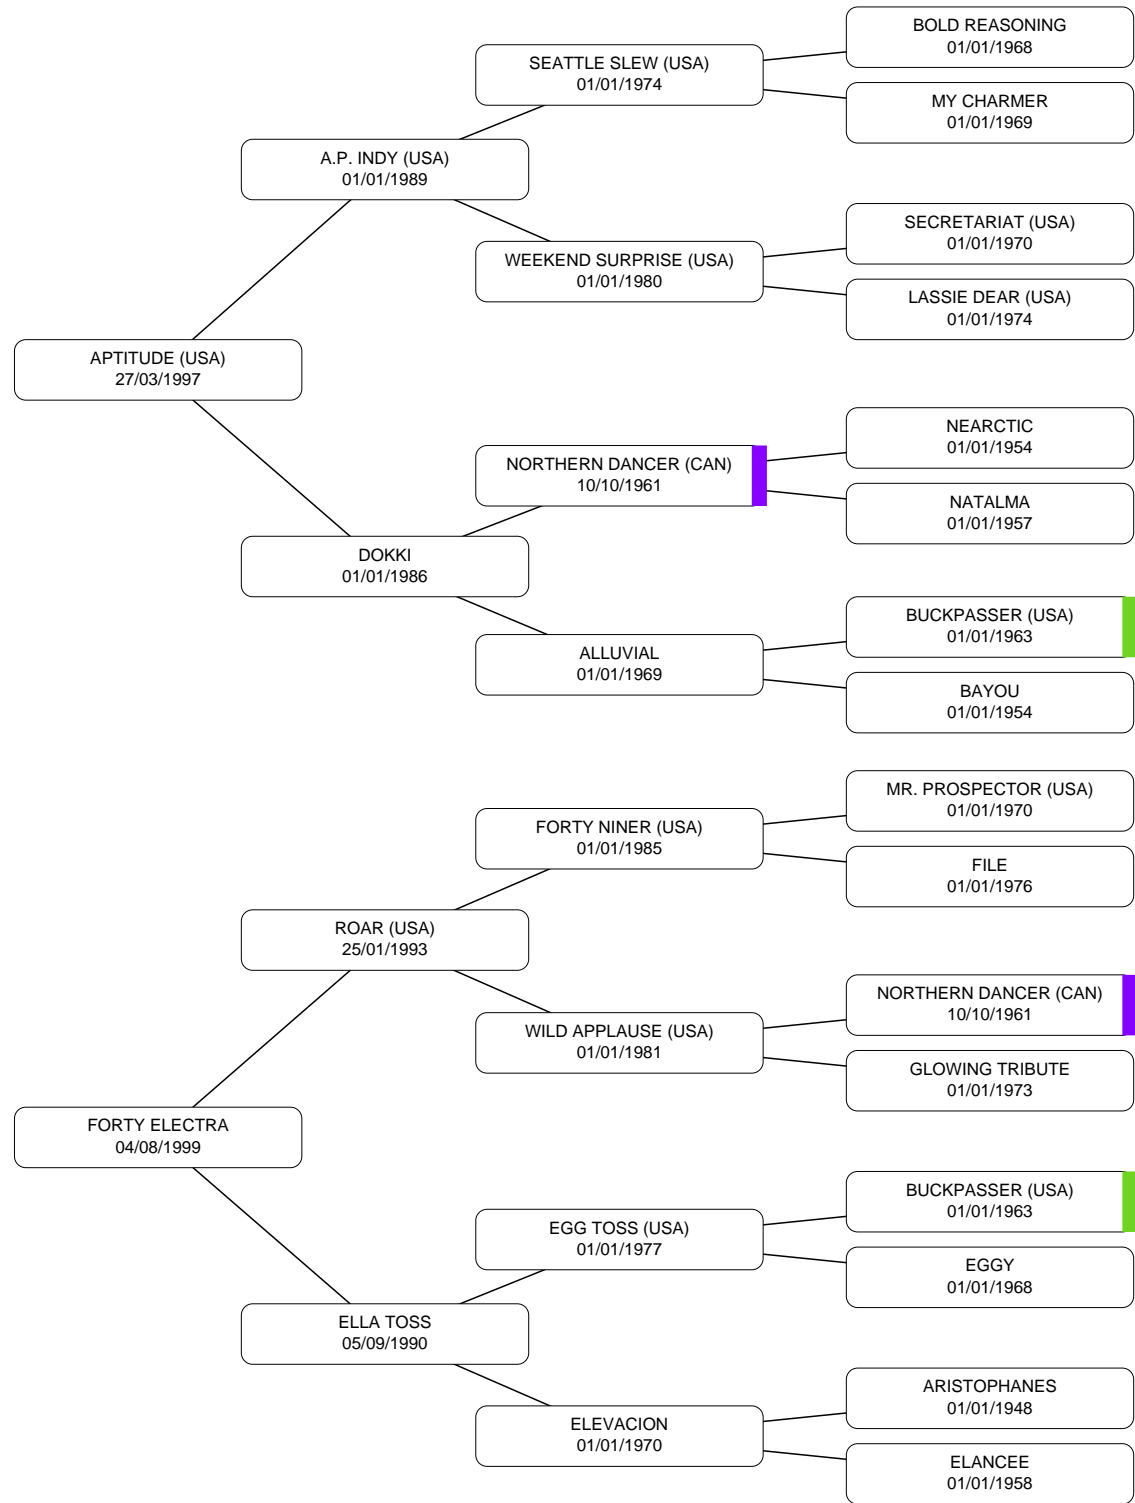 BOLD REASONING
01/01/1968
SEATTLE SLEW (USA)
01/01/1974
MY CHARMER
01/01/1969
A.P. INDY (USA)
01/01/1989
SECRETARIAT (USA)
01/01/1970
WEEKEND SURPRISE (USA)
01/01/1980
LASSIE DEAR (USA)
01/01/1974
APTITUDE (USA)
27/03/1997
NEARCTIC
01/01/1954
NORTHERN DANCER (CAN)
10/10/1961
NATALMA
01/01/1957
DOKKI
01/01/1986
BUCKPASSER (USA)
01/01/1963
ALLUVIAL
01/01/1969
BAYOU
01/01/1954
MR. PROSPECTOR (USA)
01/01/1970
FORTY NINER (USA)
01/01/1985
FILE
01/01/1976
ROAR (USA)
25/01/1993
NORTHERN DANCER (CAN)
10/10/1961
WILD APPLAUSE (USA)
01/01/1981
GLOWING TRIBUTE
01/01/1973
FORTY ELECTRA
04/08/1999
BUCKPASSER (USA)
01/01/1963
EGG TOSS (USA)
01/01/1977
EGGY
01/01/1968
ELLA TOSS
05/09/1990
ARISTOPHANES
01/01/1948
ELEVACION
01/01/1970
ELANCEE
01/01/1958